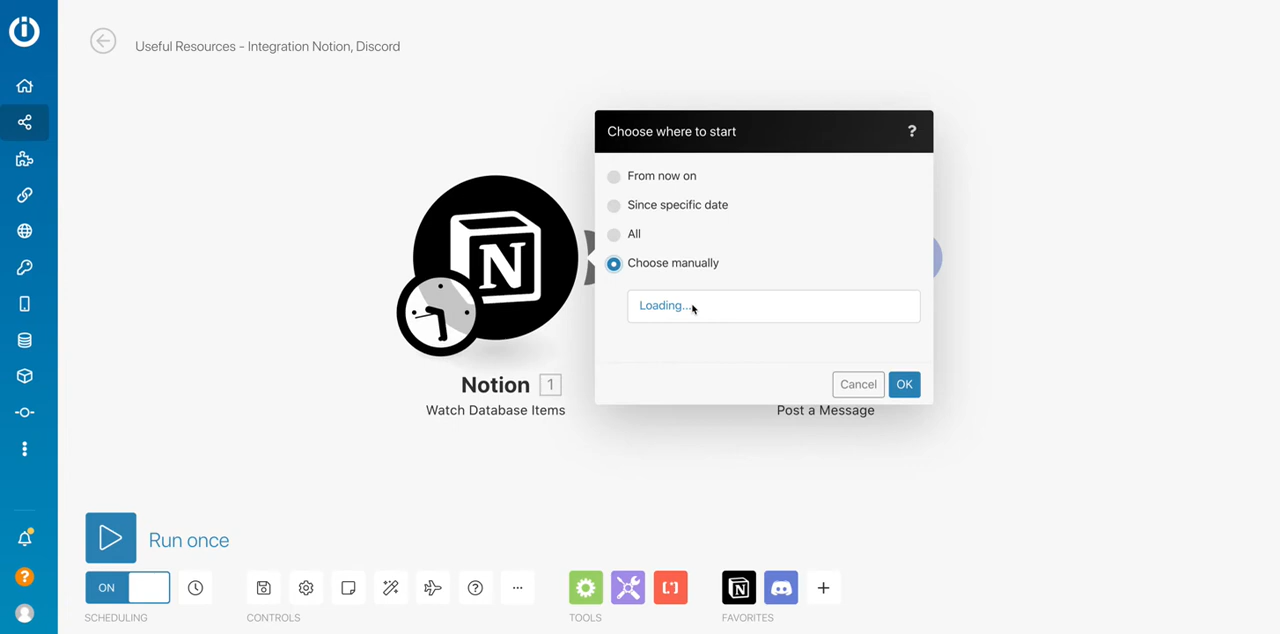 Useful Resources - Integration Notion, Discord
Choose where to start
?
From now on
Since specific date
All
Choose manually
Loading...
Cancel
OK
N
Notion
1
Watch Database Items
Post a Message
Run once
ON
SCHEDULING
CONTROLS
TOOLS
FAVORITES